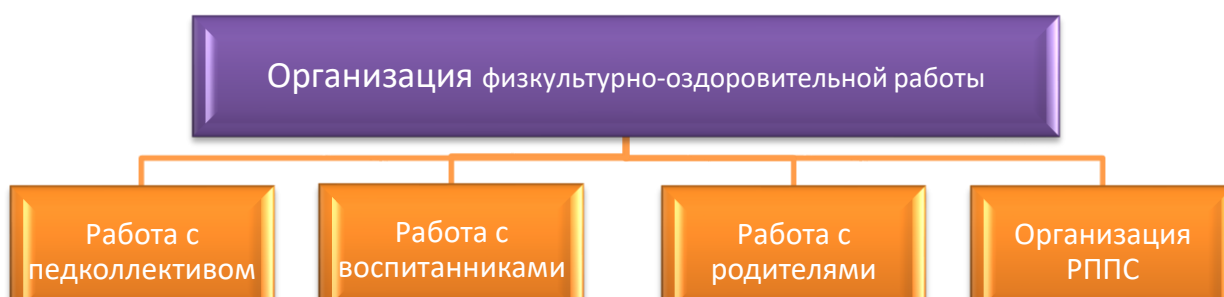 Организация физкультурно-оздоровительной работы
Работа с
педколлективом
Работа с
воспитанниками
Работа с
родителями
Организация
РППС